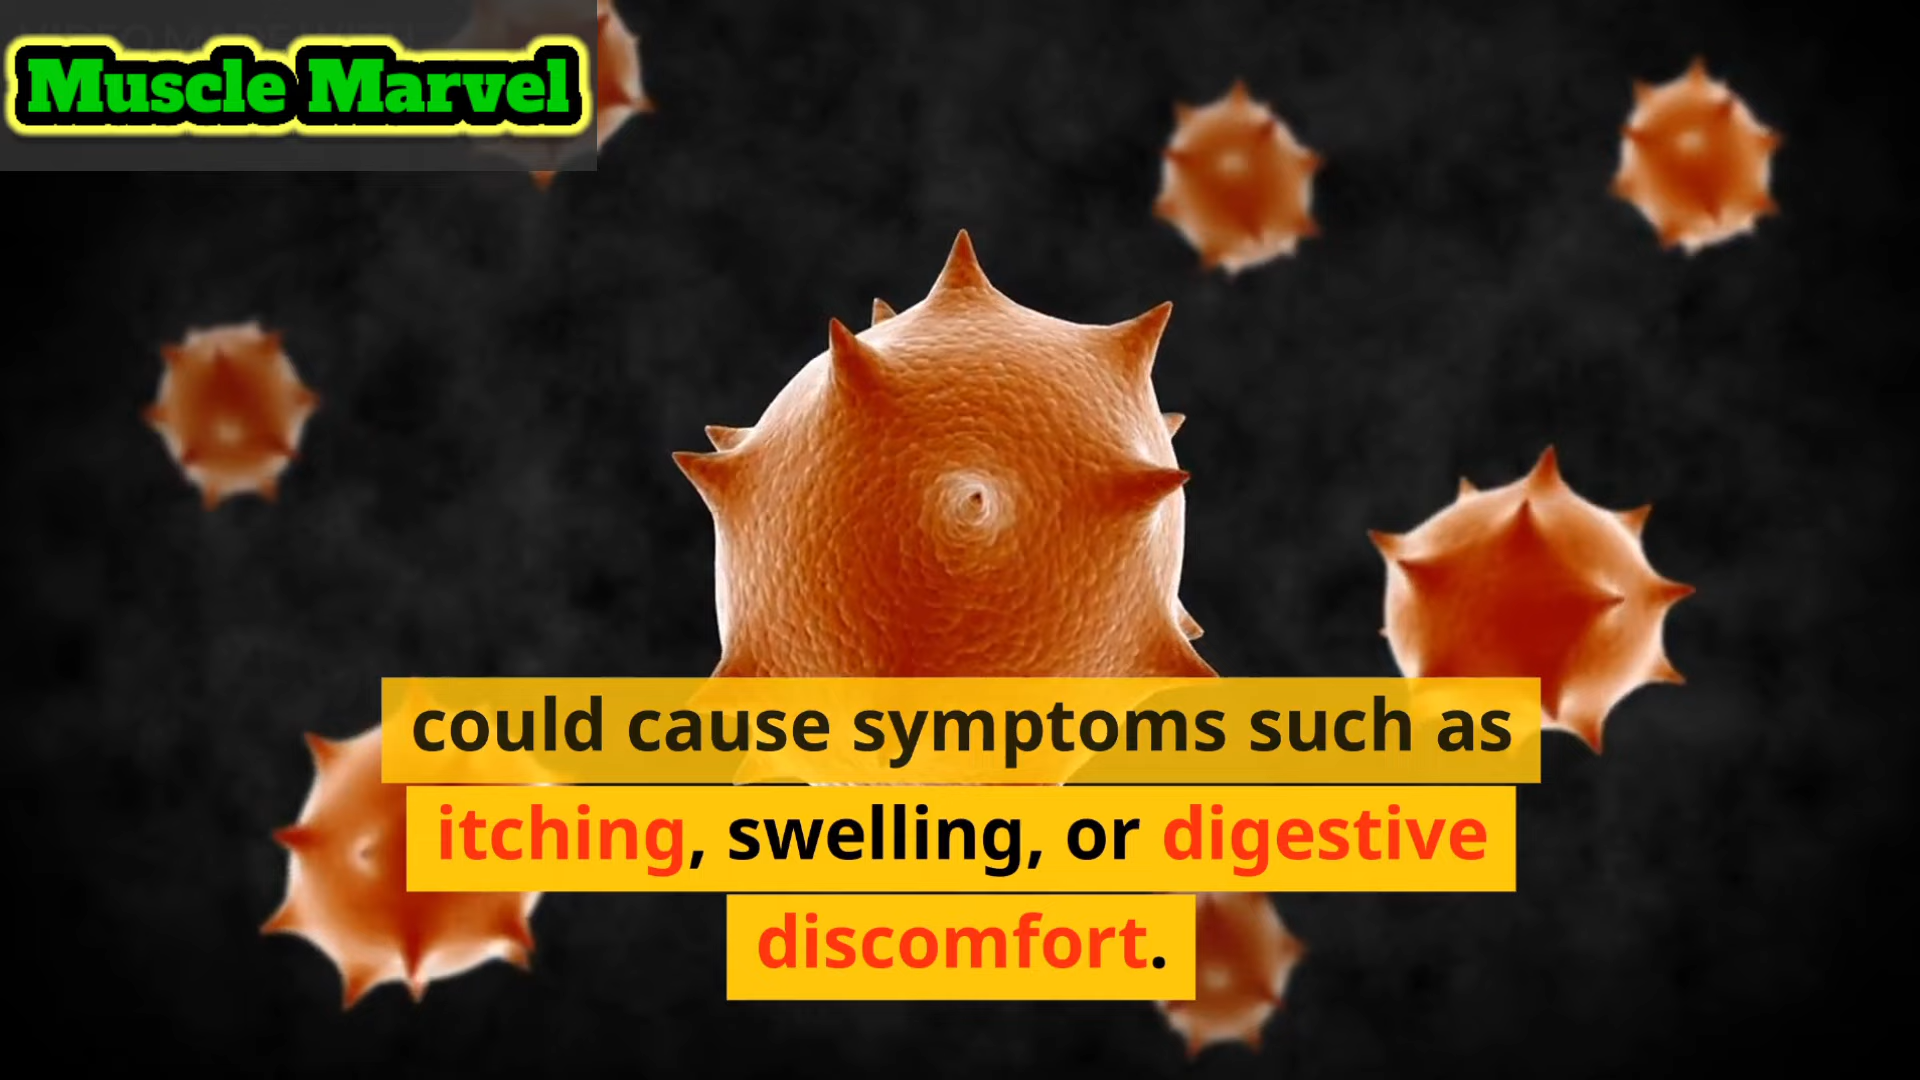 Muscle Marvel
could cause symptoms such as
itching, swelling, or digestive
discomfort.